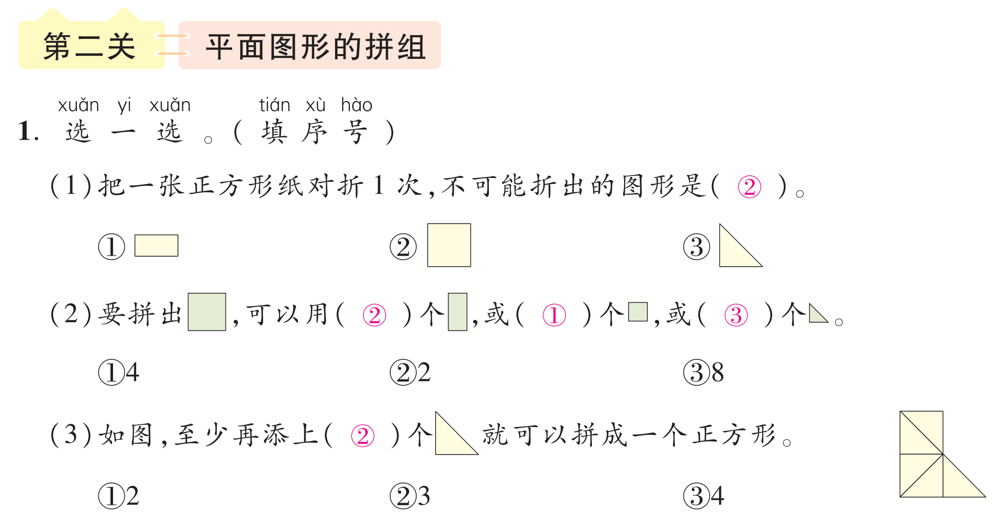 第二关 平面图形的拼组
xuǎn yi xuǎn tián xù hào
1. 选一选。(填序号)
(1)把一张正方形纸对折1次,不可能折出的图形是( ② )。
① ② ③
(2)要拼出,可以用( ② )个,或( ① )个,或( ③ )个。
①4 ②2 ③8
(3)如图,至少再添上( ② )个就可以拼成一个正方形。
①2 ②3 ③4